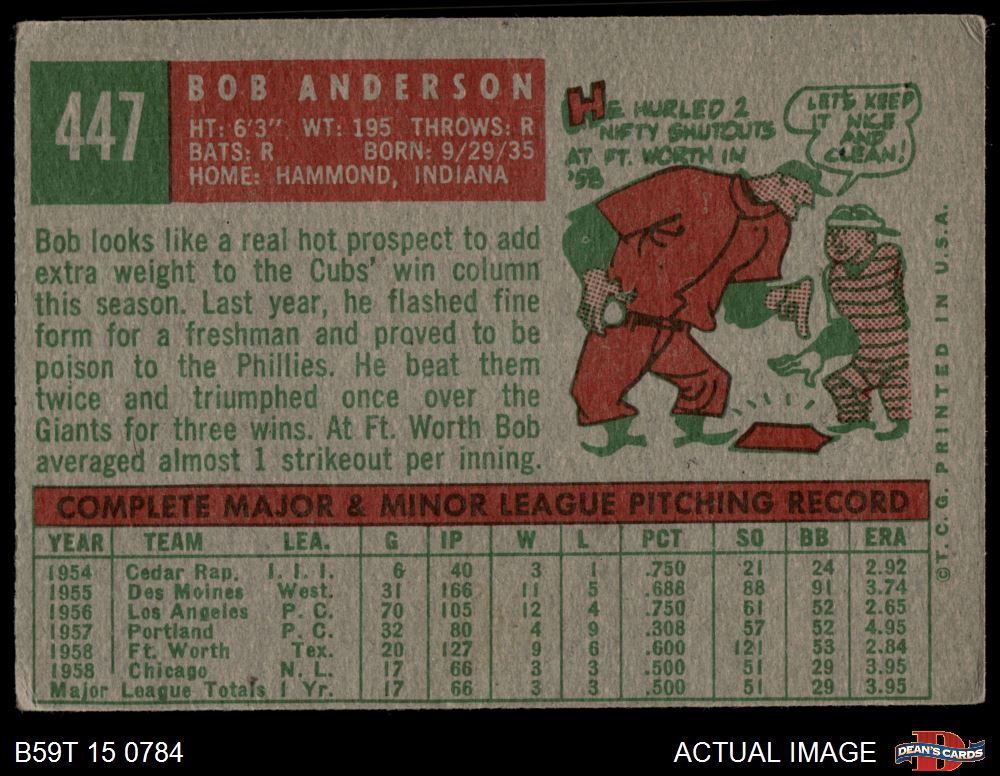 447
BOB ANDERSON
HT: 6'3" WT: 195 THROWS: R
BATS: R BORN: 9/29/35
HOME: HAMMOND, INDIANA
HE HURLED 2
NIFTY SHUTOUTS
AT FT. WORTH IN
'58
LET'S KEEP
IT NICE
AND
CLEAN!
Bob looks like a real hot prospect to add
extra weight to the Cubs' win column
this season. Last year, he flashed fine
form for a freshman and proved to be
poison to the Phillies. He beat them
twice and triumphed once over the
Giants for three wins. At Ft. Worth Bob
averaged almost 1 strikeout per inning.
COMPLETE MAJOR & MINOR LEAGUE PITCHING RECORD
YEAR TEAM LEA. G IP W L PCT SO BB ERA
1954 Cedar Rap. I. I. I. 6 40 3 1 .750 21 24 2.92
1955 Des Moines West. 31 166 11 5 .688 88 91 3.74
1956 Los Angeles P. C. 70 105 12 4 .750 61 52 2.65
1957 Portland P. C. 32 80 4 9 .308 57 52 4.95
1958 Ft. Worth Tex. 20 127 9 6 .600 121 53 2.84
1958 Chicago N. L. 17 66 3 3 .500 51 29 3.95
Major League Totals 1 Yr. 17 66 3 3 .500 51 29 3.95
© T. C. G. PRINTED IN U.S.A.
B59T 15 0784
ACTUAL IMAGE
D
DEAN'S CARDS